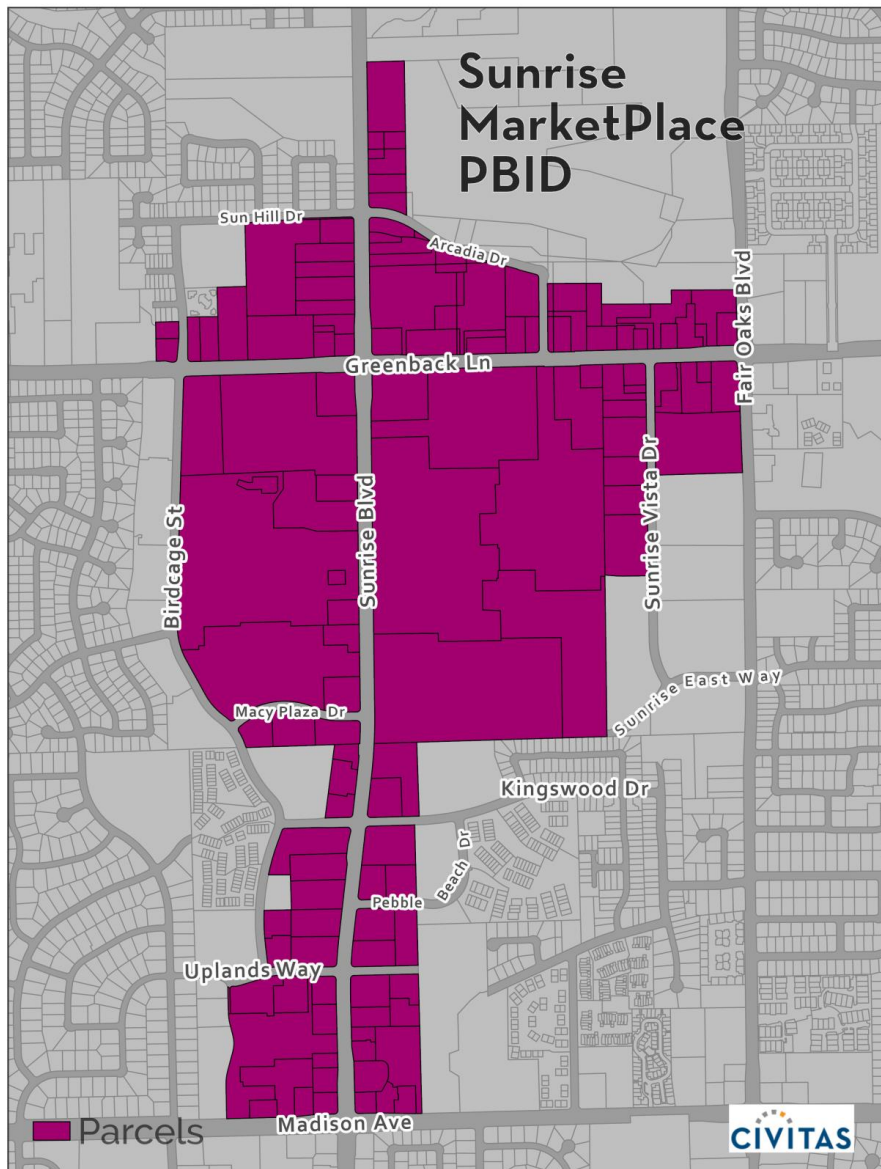 Sunrise
MarketPlace
PBID
Sun Hill Dr
Arcadia Dr
Fair Oaks Blvd
Greenback Ln
Birdcage St
Sunrise Blvd
Sunrise Vista Dr
Macy Plaza Dr
Sunrise East Way
Kingswood Dr
Pebble Beach Dr
Uplands Way
Madison Ave
Parcels
CIVITAS